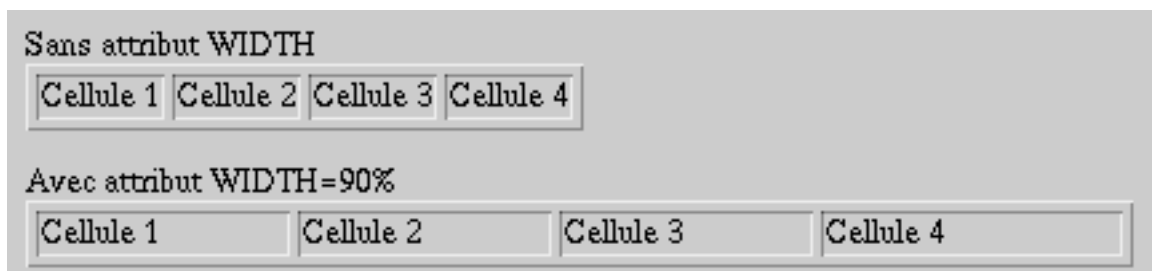 Sans attribut WIDTH
Cellule 1 Cellule 2 Cellule 3 Cellule 4
Avec attribut WIDTH=90%
Cellule 1 Cellule 2 Cellule 3 Cellule 4